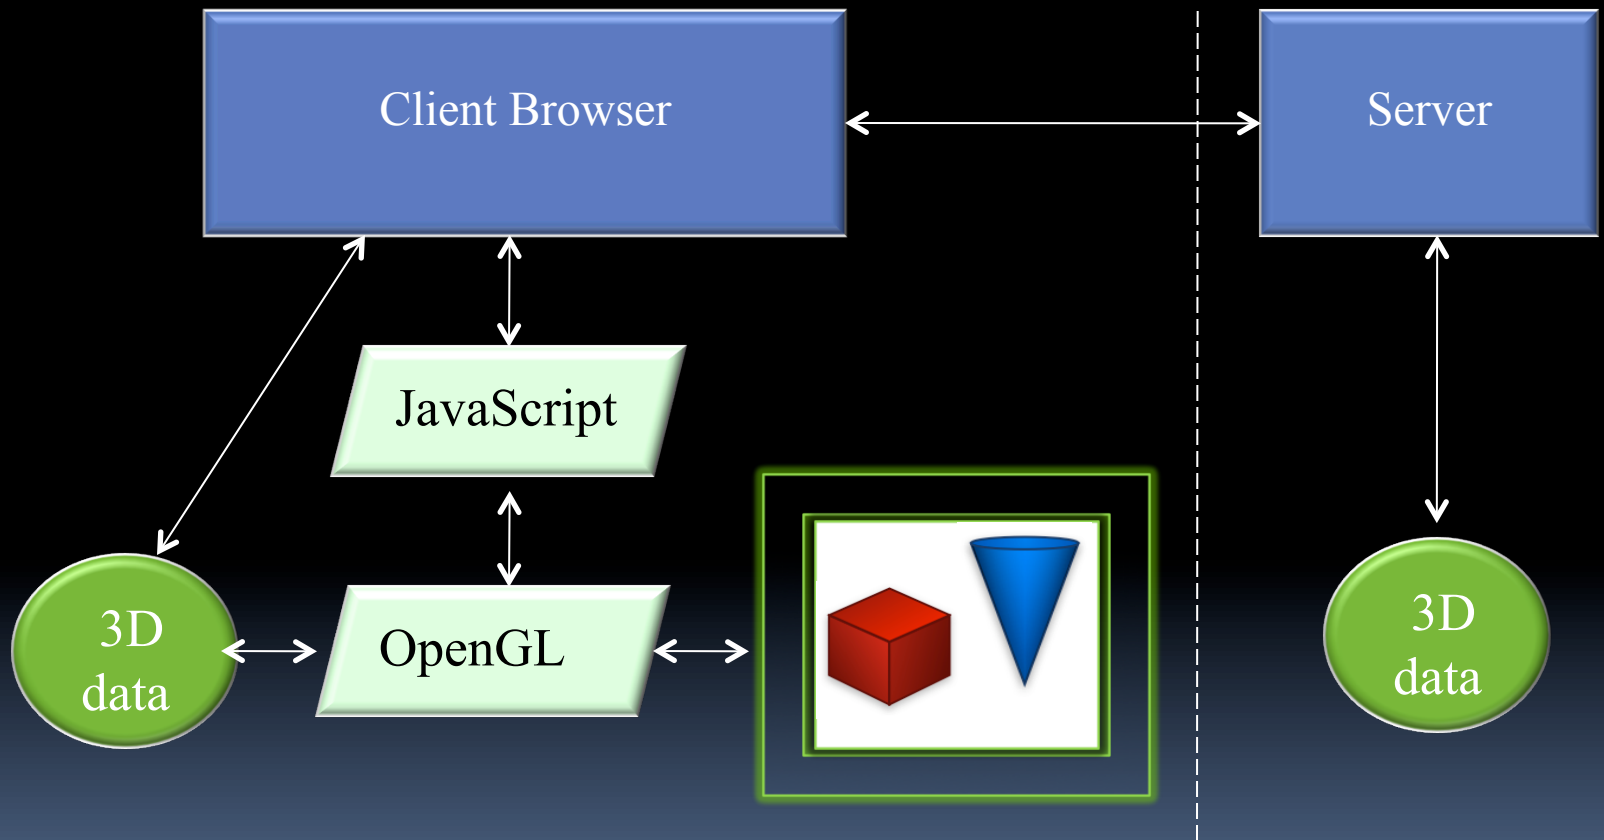 Client Browser
Server
JavaScript
OpenGL
3D
data
3D
data